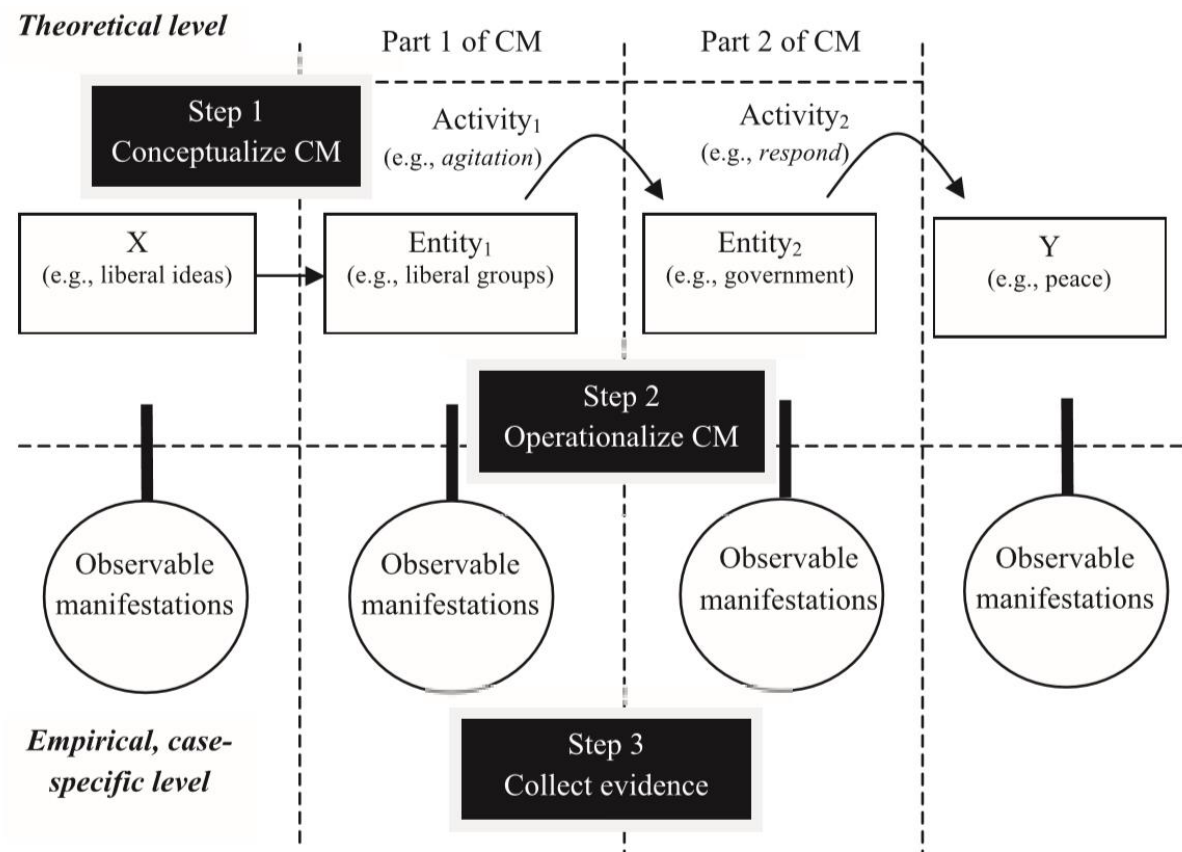 Theoretical level
Part 1 of CM
Part 2 of CM
Step 1
Conceptualize CM
Activity₁
(e.g., agitation)
Activity₂
(e.g., respond)
X
(e.g., liberal ideas)
Entity₁
(e.g., liberal groups)
Entity₂
(e.g., government)
Y
(e.g., peace)
Step 2
Operationalize CM
Observable
manifestations
Observable
manifestations
Observable
manifestations
Observable
manifestations
Empirical, case-
specific level
Step 3
Collect evidence